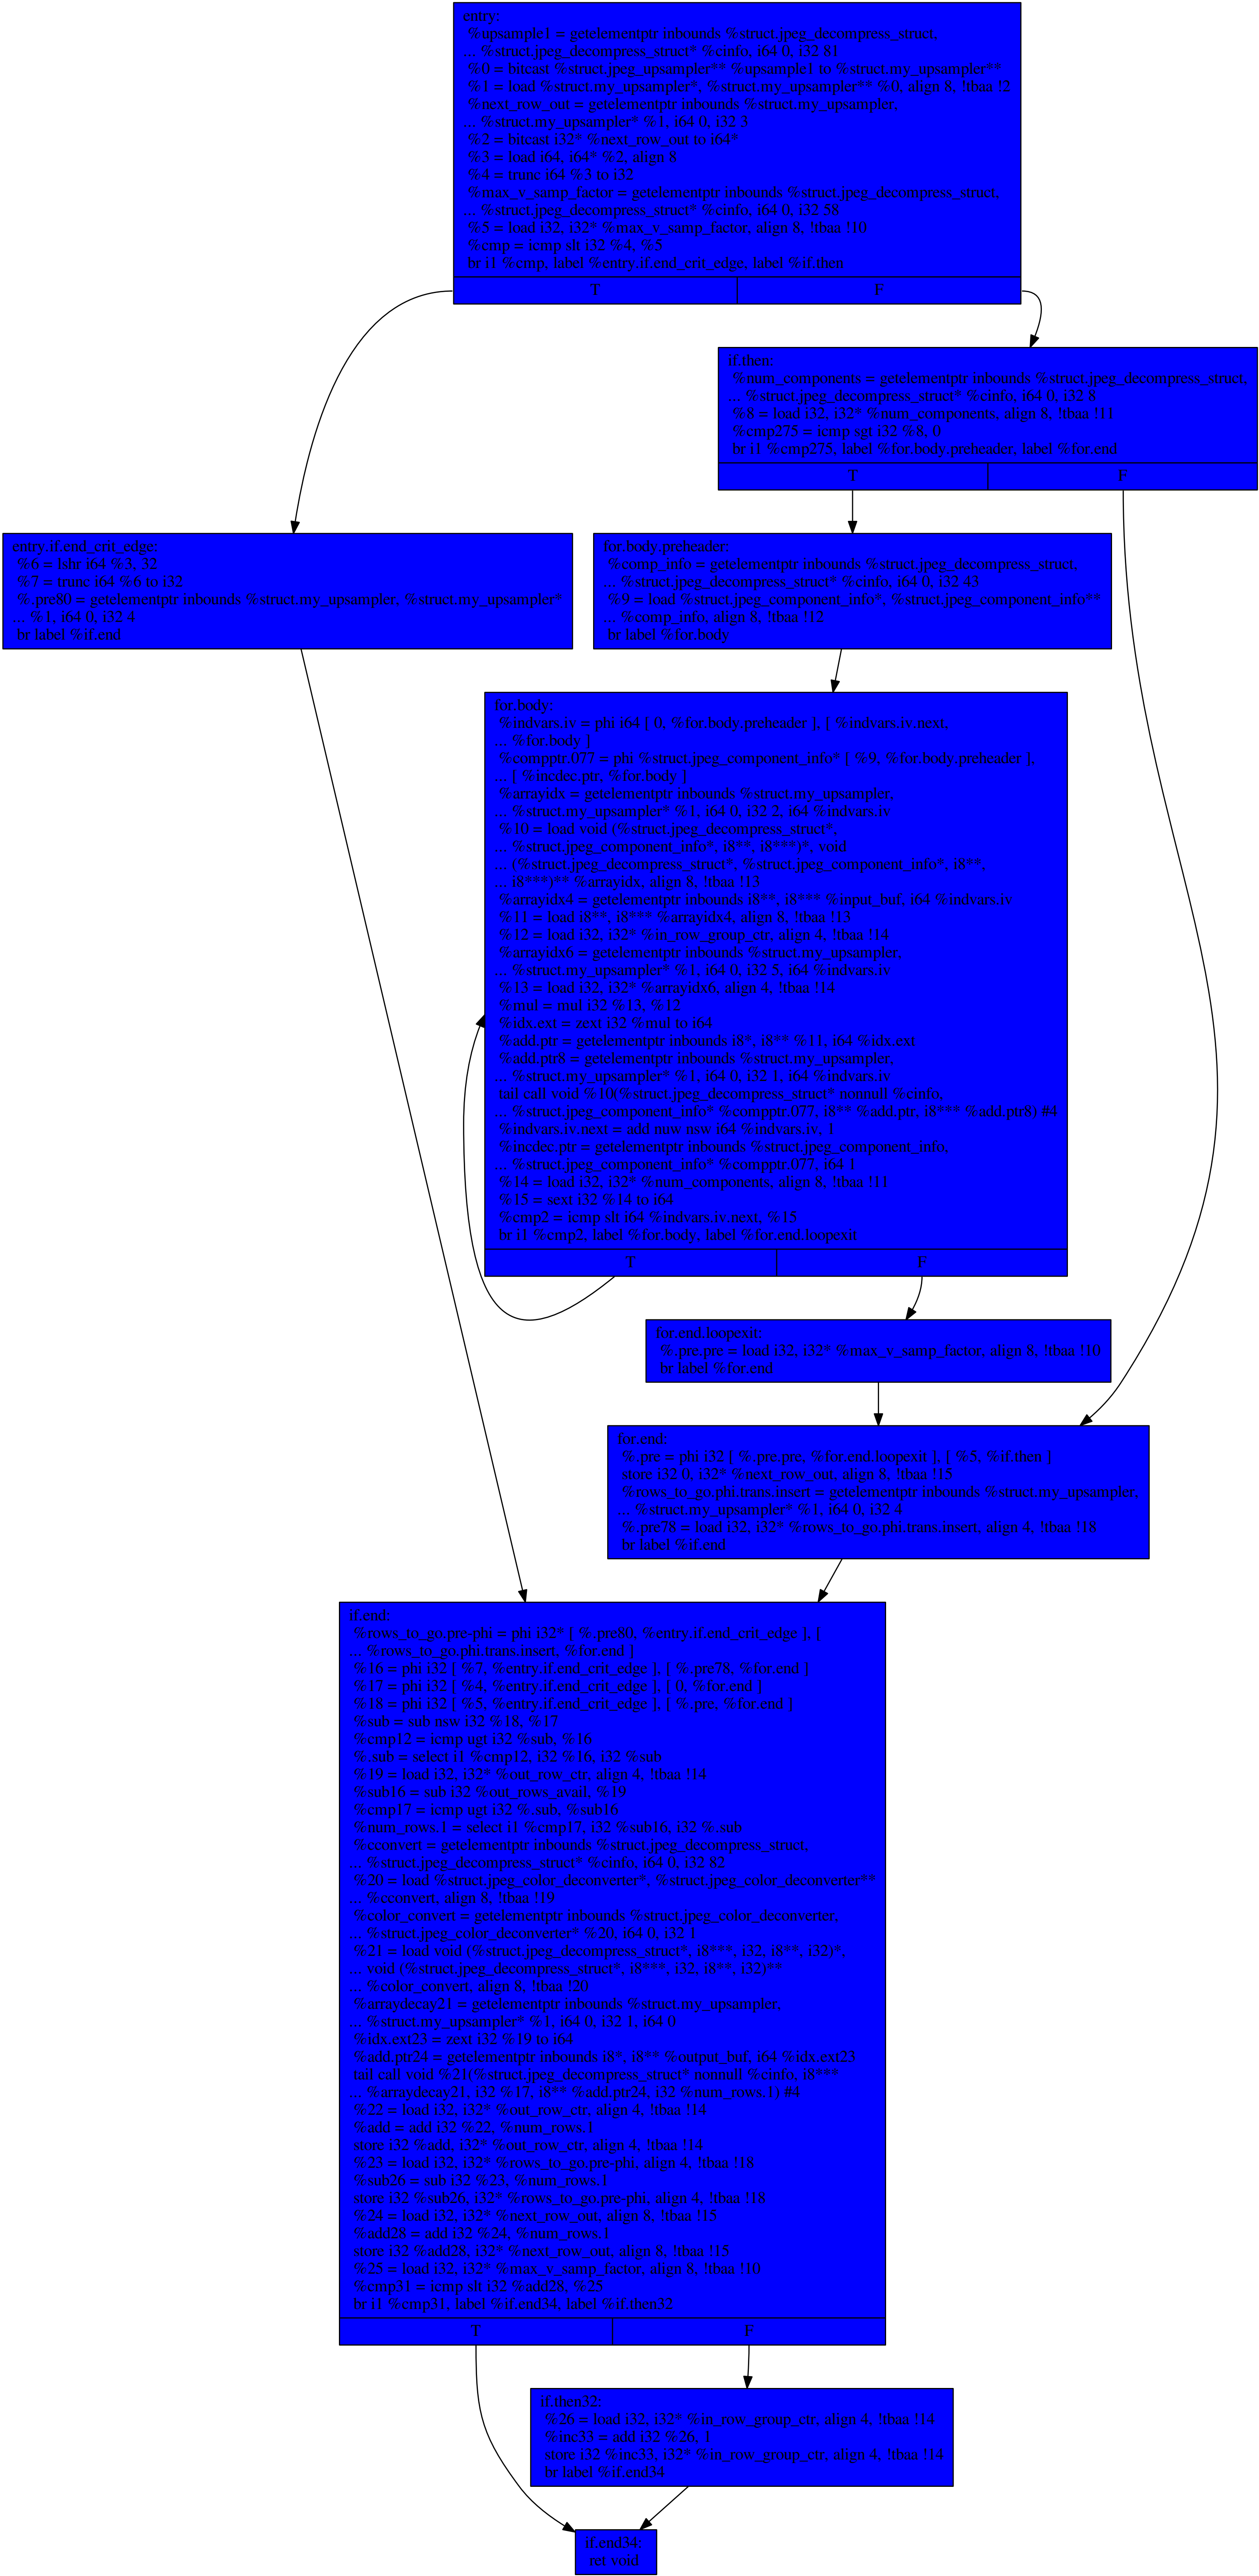 entry:
%upsample1 = getelementptr inbounds %struct.jpeg_decompress_struct,
... %struct.jpeg_decompress_struct* %cinfo, i64 0, i32 81
%0 = bitcast %struct.jpeg_upsampler** %upsample1 to %struct.my_upsampler**
%1 = load %struct.my_upsampler*, %struct.my_upsampler** %0, align 8, !tbaa !2
%next_row_out = getelementptr inbounds %struct.my_upsampler,
... %struct.my_upsampler* %1, i64 0, i32 3
%2 = bitcast i32* %next_row_out to i64*
%3 = load i64, i64* %2, align 8
%4 = trunc i64 %3 to i32
%max_v_samp_factor = getelementptr inbounds %struct.jpeg_decompress_struct,
... %struct.jpeg_decompress_struct* %cinfo, i64 0, i32 58
%5 = load i32, i32* %max_v_samp_factor, align 8, !tbaa !10
%cmp = icmp slt i32 %4, %5
br i1 %cmp, label %entry.if.end_crit_edge, label %if.then
T F
if.then:
%num_components = getelementptr inbounds %struct.jpeg_decompress_struct,
... %struct.jpeg_decompress_struct* %cinfo, i64 0, i32 8
%8 = load i32, i32* %num_components, align 8, !tbaa !11
%cmp275 = icmp sgt i32 %8, 0
br i1 %cmp275, label %for.body.preheader, label %for.end
T F
entry.if.end_crit_edge:
%6 = lshr i64 %3, 32
%7 = trunc i64 %6 to i32
%.pre80 = getelementptr inbounds %struct.my_upsampler, %struct.my_upsampler*
... %1, i64 0, i32 4
br label %if.end
for.body.preheader:
%comp_info = getelementptr inbounds %struct.jpeg_decompress_struct,
... %struct.jpeg_decompress_struct* %cinfo, i64 0, i32 43
%9 = load %struct.jpeg_component_info*, %struct.jpeg_component_info**
... %comp_info, align 8, !tbaa !12
br label %for.body
for.body:
%indvars.iv = phi i64 [ 0, %for.body.preheader ], [ %indvars.iv.next,
... %for.body ]
%compptr.077 = phi %struct.jpeg_component_info* [ %9, %for.body.preheader ],
... [ %incdec.ptr, %for.body ]
%arrayidx = getelementptr inbounds %struct.my_upsampler,
... %struct.my_upsampler* %1, i64 0, i32 2, i64 %indvars.iv
%10 = load void (%struct.jpeg_decompress_struct*,
... %struct.jpeg_component_info*, i8**, i8***)*, void
... (%struct.jpeg_decompress_struct*, %struct.jpeg_component_info*, i8**,
... i8***)** %arrayidx, align 8, !tbaa !13
%arrayidx4 = getelementptr inbounds i8**, i8*** %input_buf, i64 %indvars.iv
%11 = load i8**, i8*** %arrayidx4, align 8, !tbaa !13
%12 = load i32, i32* %in_row_group_ctr, align 4, !tbaa !14
%arrayidx6 = getelementptr inbounds %struct.my_upsampler,
... %struct.my_upsampler* %1, i64 0, i32 5, i64 %indvars.iv
%13 = load i32, i32* %arrayidx6, align 4, !tbaa !14
%mul = mul i32 %13, %12
%idx.ext = zext i32 %mul to i64
%add.ptr = getelementptr inbounds i8*, i8** %11, i64 %idx.ext
%add.ptr8 = getelementptr inbounds %struct.my_upsampler,
... %struct.my_upsampler* %1, i64 0, i32 1, i64 %indvars.iv
tail call void %10(%struct.jpeg_decompress_struct* nonnull %cinfo,
... %struct.jpeg_component_info* %compptr.077, i8** %add.ptr, i8*** %add.ptr8) #4
%indvars.iv.next = add nuw nsw i64 %indvars.iv, 1
%incdec.ptr = getelementptr inbounds %struct.jpeg_component_info,
... %struct.jpeg_component_info* %compptr.077, i64 1
%14 = load i32, i32* %num_components, align 8, !tbaa !11
%15 = sext i32 %14 to i64
%cmp2 = icmp slt i64 %indvars.iv.next, %15
br i1 %cmp2, label %for.body, label %for.end.loopexit
T F
for.end.loopexit:
%.pre.pre = load i32, i32* %max_v_samp_factor, align 8, !tbaa !10
br label %for.end
for.end:
%.pre = phi i32 [ %.pre.pre, %for.end.loopexit ], [ %5, %if.then ]
store i32 0, i32* %next_row_out, align 8, !tbaa !15
%rows_to_go.phi.trans.insert = getelementptr inbounds %struct.my_upsampler,
... %struct.my_upsampler* %1, i64 0, i32 4
%.pre78 = load i32, i32* %rows_to_go.phi.trans.insert, align 4, !tbaa !18
br label %if.end
if.end:
%rows_to_go.pre-phi = phi i32* [ %.pre80, %entry.if.end_crit_edge ], [
... %rows_to_go.phi.trans.insert, %for.end ]
%16 = phi i32 [ %7, %entry.if.end_crit_edge ], [ %.pre78, %for.end ]
%17 = phi i32 [ %4, %entry.if.end_crit_edge ], [ 0, %for.end ]
%18 = phi i32 [ %5, %entry.if.end_crit_edge ], [ %.pre, %for.end ]
%sub = sub nsw i32 %18, %17
%cmp12 = icmp ugt i32 %sub, %16
%.sub = select i1 %cmp12, i32 %16, i32 %sub
%19 = load i32, i32* %out_row_ctr, align 4, !tbaa !14
%sub16 = sub i32 %out_rows_avail, %19
%cmp17 = icmp ugt i32 %.sub, %sub16
%num_rows.1 = select i1 %cmp17, i32 %sub16, i32 %.sub
%cconvert = getelementptr inbounds %struct.jpeg_decompress_struct,
... %struct.jpeg_decompress_struct* %cinfo, i64 0, i32 82
%20 = load %struct.jpeg_color_deconverter*, %struct.jpeg_color_deconverter**
... %cconvert, align 8, !tbaa !19
%color_convert = getelementptr inbounds %struct.jpeg_color_deconverter,
... %struct.jpeg_color_deconverter* %20, i64 0, i32 1
%21 = load void (%struct.jpeg_decompress_struct*, i8***, i32, i8**, i32)*,
... void (%struct.jpeg_decompress_struct*, i8***, i32, i8**, i32)**
... %color_convert, align 8, !tbaa !20
%arraydecay21 = getelementptr inbounds %struct.my_upsampler,
... %struct.my_upsampler* %1, i64 0, i32 1, i64 0
%idx.ext23 = zext i32 %19 to i64
%add.ptr24 = getelementptr inbounds i8*, i8** %output_buf, i64 %idx.ext23
tail call void %21(%struct.jpeg_decompress_struct* nonnull %cinfo, i8***
... %arraydecay21, i32 %17, i8** %add.ptr24, i32 %num_rows.1) #4
%22 = load i32, i32* %out_row_ctr, align 4, !tbaa !14
%add = add i32 %22, %num_rows.1
store i32 %add, i32* %out_row_ctr, align 4, !tbaa !14
%23 = load i32, i32* %rows_to_go.pre-phi, align 4, !tbaa !18
%sub26 = sub i32 %23, %num_rows.1
store i32 %sub26, i32* %rows_to_go.pre-phi, align 4, !tbaa !18
%24 = load i32, i32* %next_row_out, align 8, !tbaa !15
%add28 = add i32 %24, %num_rows.1
store i32 %add28, i32* %next_row_out, align 8, !tbaa !15
%25 = load i32, i32* %max_v_samp_factor, align 8, !tbaa !10
%cmp31 = icmp slt i32 %add28, %25
br i1 %cmp31, label %if.end34, label %if.then32
T F
if.then32:
%26 = load i32, i32* %in_row_group_ctr, align 4, !tbaa !14
%inc33 = add i32 %26, 1
store i32 %inc33, i32* %in_row_group_ctr, align 4, !tbaa !14
br label %if.end34
if.end34:
ret void